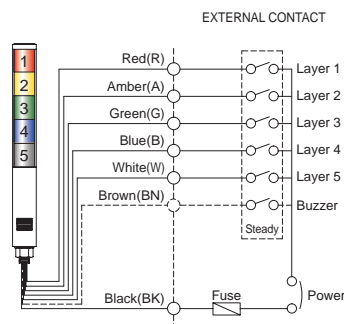 EXTERNAL CONTACT
Red(R)
Layer 1
Amber(A)
Layer 2
Green(G)
Layer 3
Blue(B)
Layer 4
White(W)
Layer 5
Brown(BN)
Buzzer
Steady
Black(BK)
Fuse
Power
1
2
3
4
5